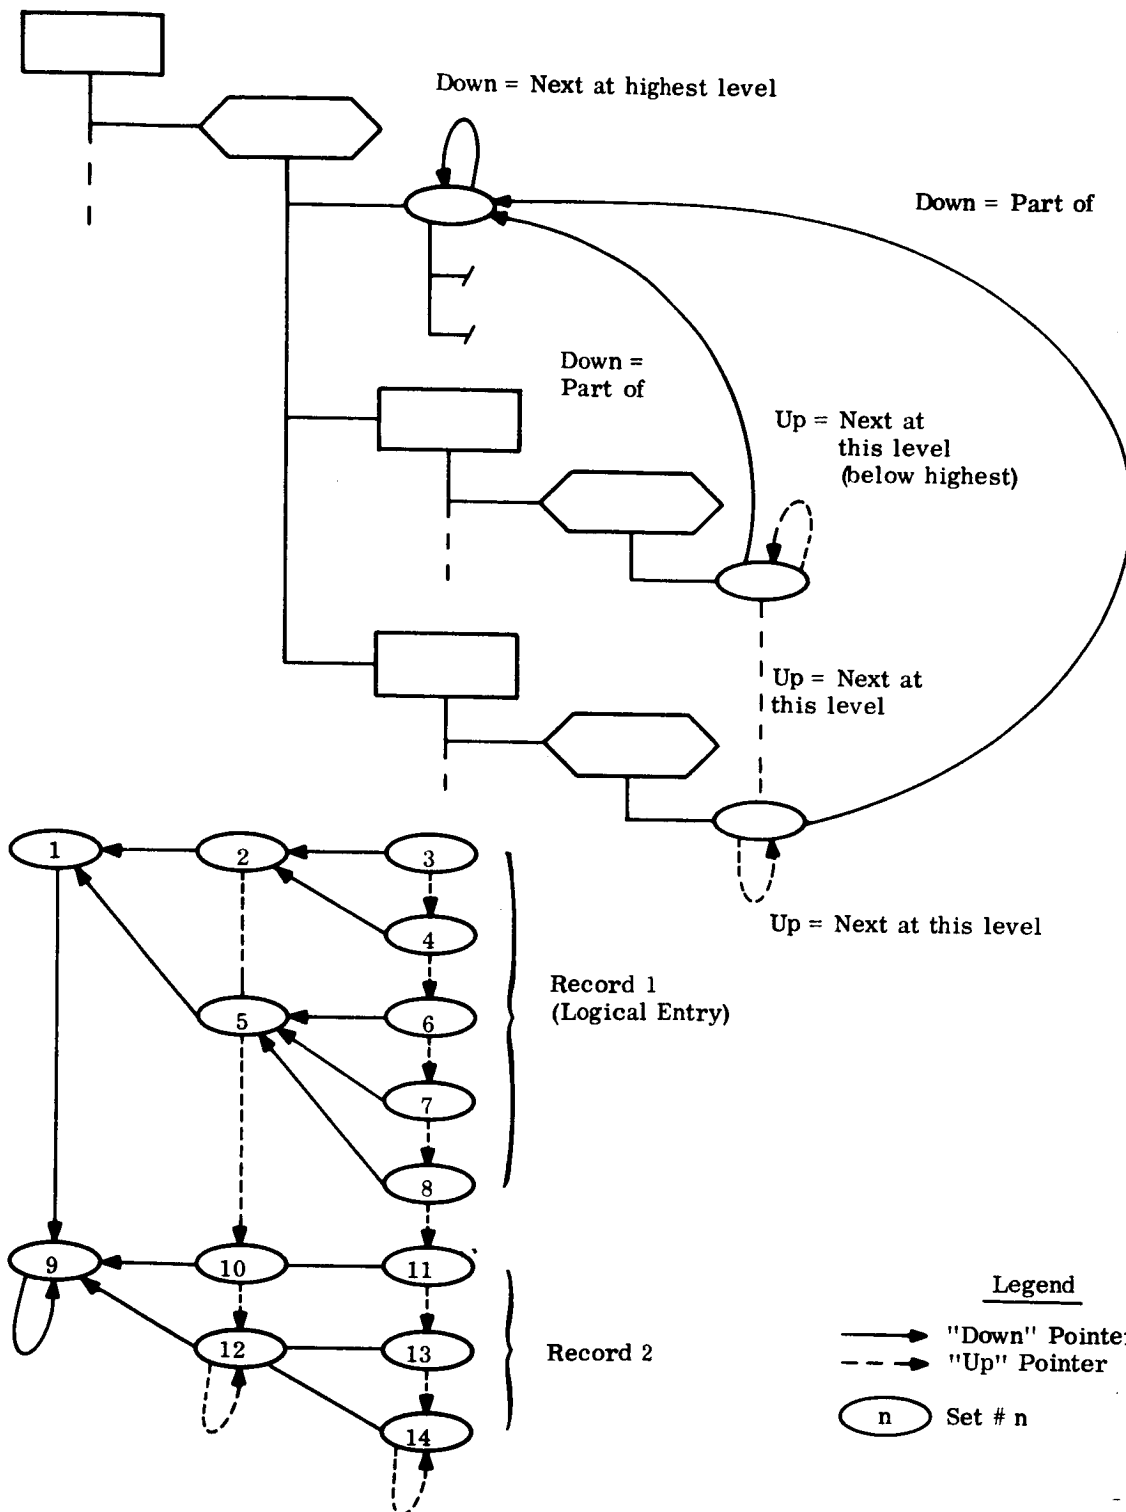 Down = Next at highest level
Down = Part of
Down =
Part of
Up = Next at
this level
(below highest)
Up = Next at
this level
Up = Next at this level
1
2
3
4
5
6
7
8
Record 1
(Logical Entry)
9
10
11
12
13
14
Record 2
Legend
"Down" Pointer
"Up" Pointer
n
Set # n